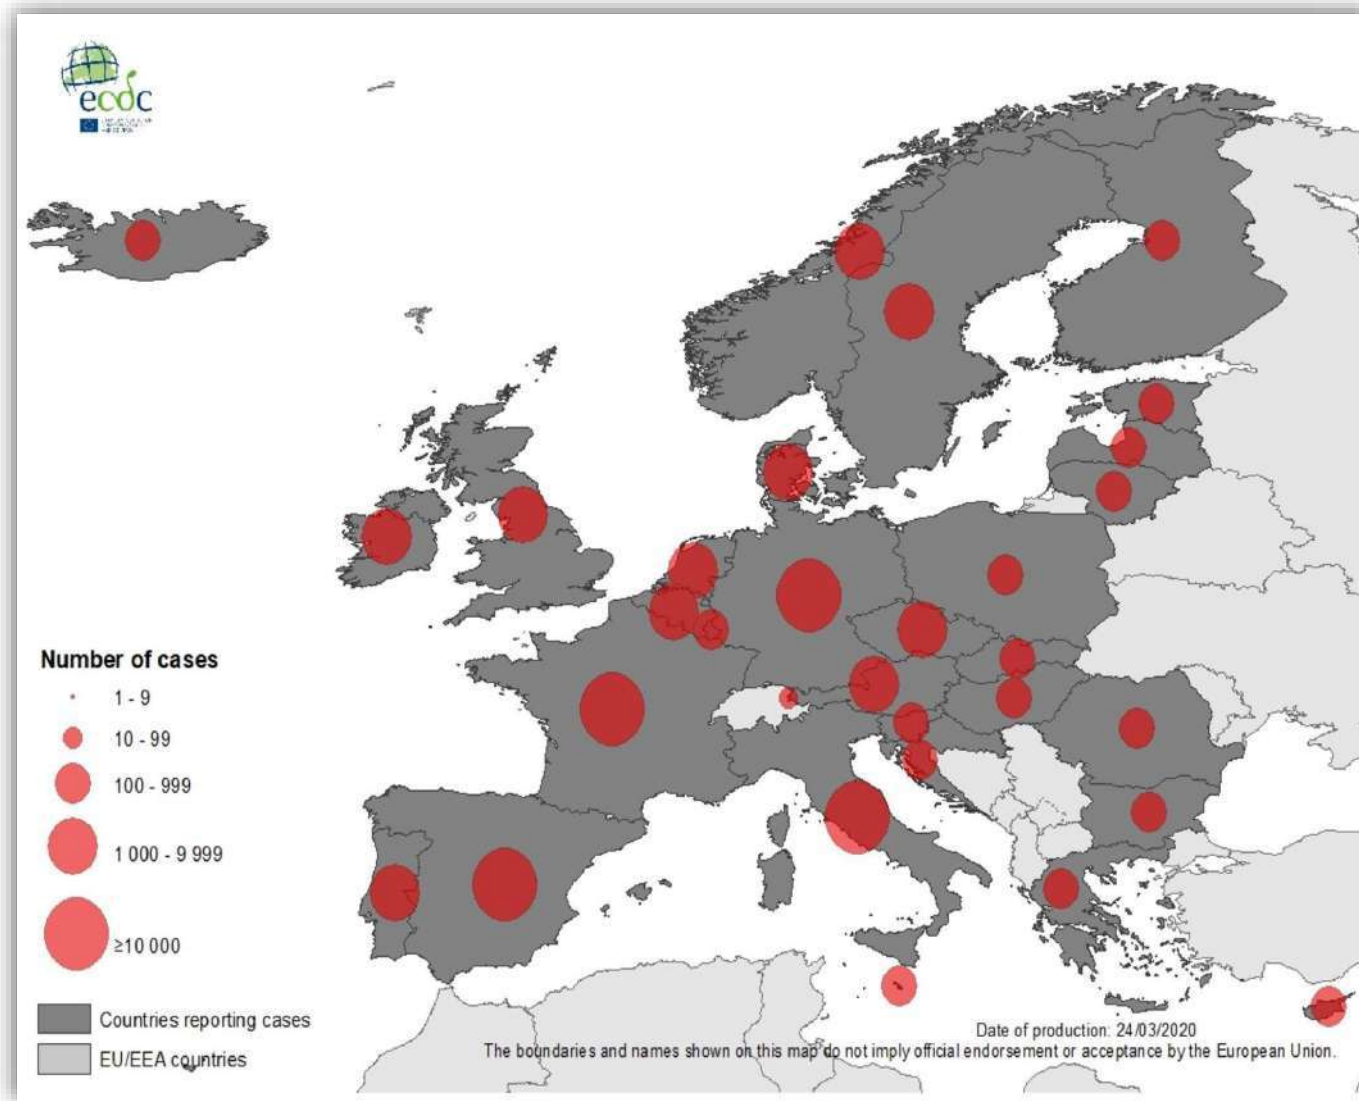 ecdc
Number of cases
1 - 9
10 - 99
100 - 999
1 000 - 9 999
≥10 000
Countries reporting cases
EU/EEA countries
Date of production: 24/03/2020
The boundaries and names shown on this map do not imply official endorsement or acceptance by the European Union.